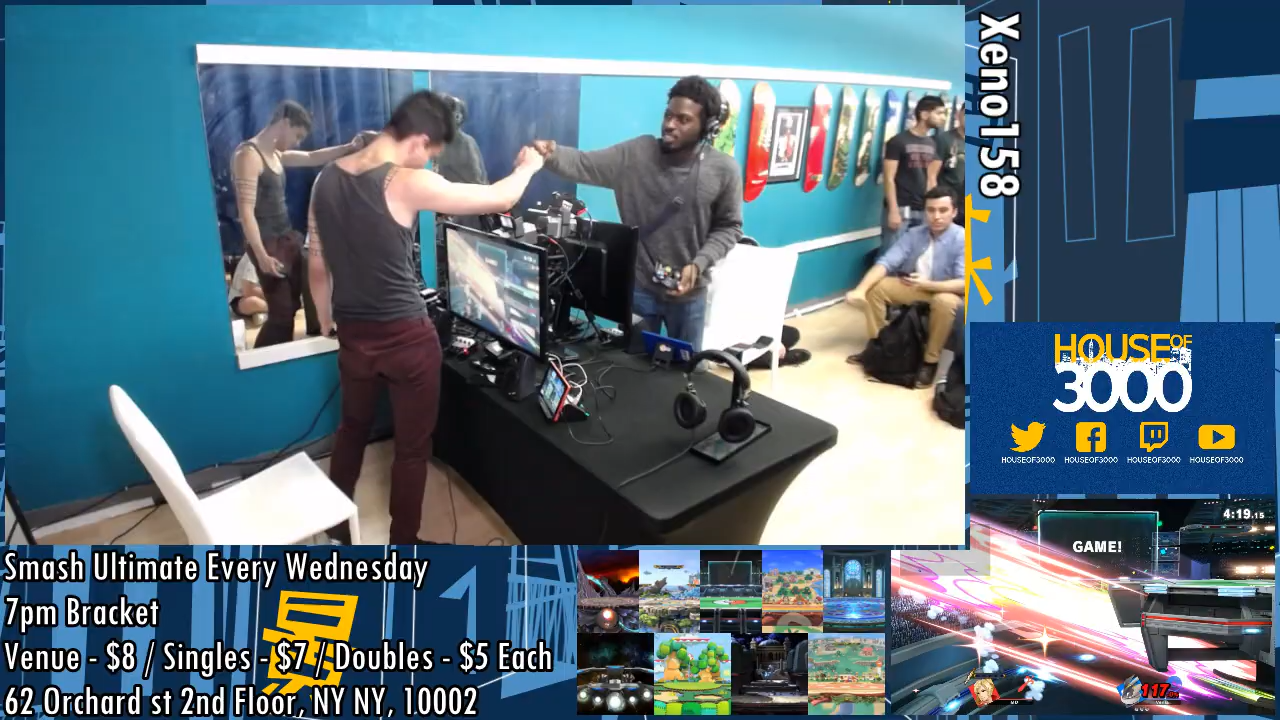 Xeno158
HOUSE OF
3000
HOUSEOF3000 HOUSEOF3000 HOUSEOF3000 HOUSEOF3000
4:19.15
GAME!
117
Smash Ultimate Every Wednesday
7pm Bracket
Venue - $8 / Singles - $7 / Doubles - $5 Each
62 Orchard st 2nd Floor, NY NY, 10002